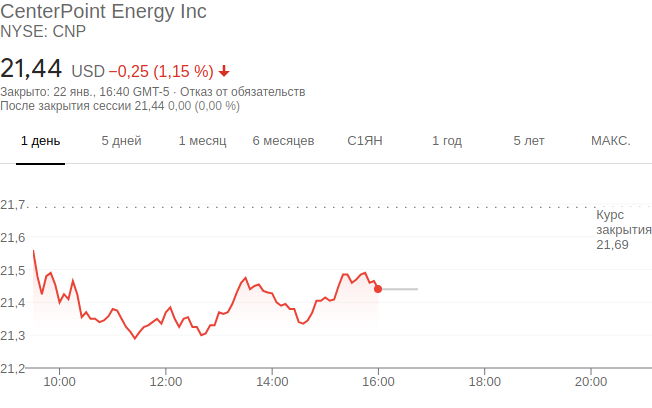 CenterPoint Energy Inc
NYSE: CNP
21,44 USD −0,25 (1,15 %)
Закрыто: 22 янв., 16:40 GMT-5 · Отказ от обязательств
После закрытия сессии 21,44 0,00 (0,00 %)
1 день 5 дней 1 месяц 6 месяцев С1ЯН 1 год 5 лет МАКС.
21,7
Курс
закрытия
21,69
21,6
21,5
21,4
21,3
21,2
10:00 12:00 14:00 16:00 18:00 20:00